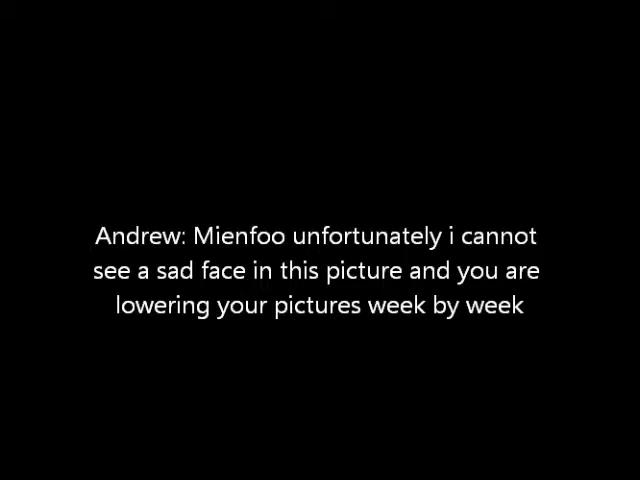 Andrew: Mienfoo unfortunately i cannot
see a sad face in this picture and you are
lowering your pictures week by week